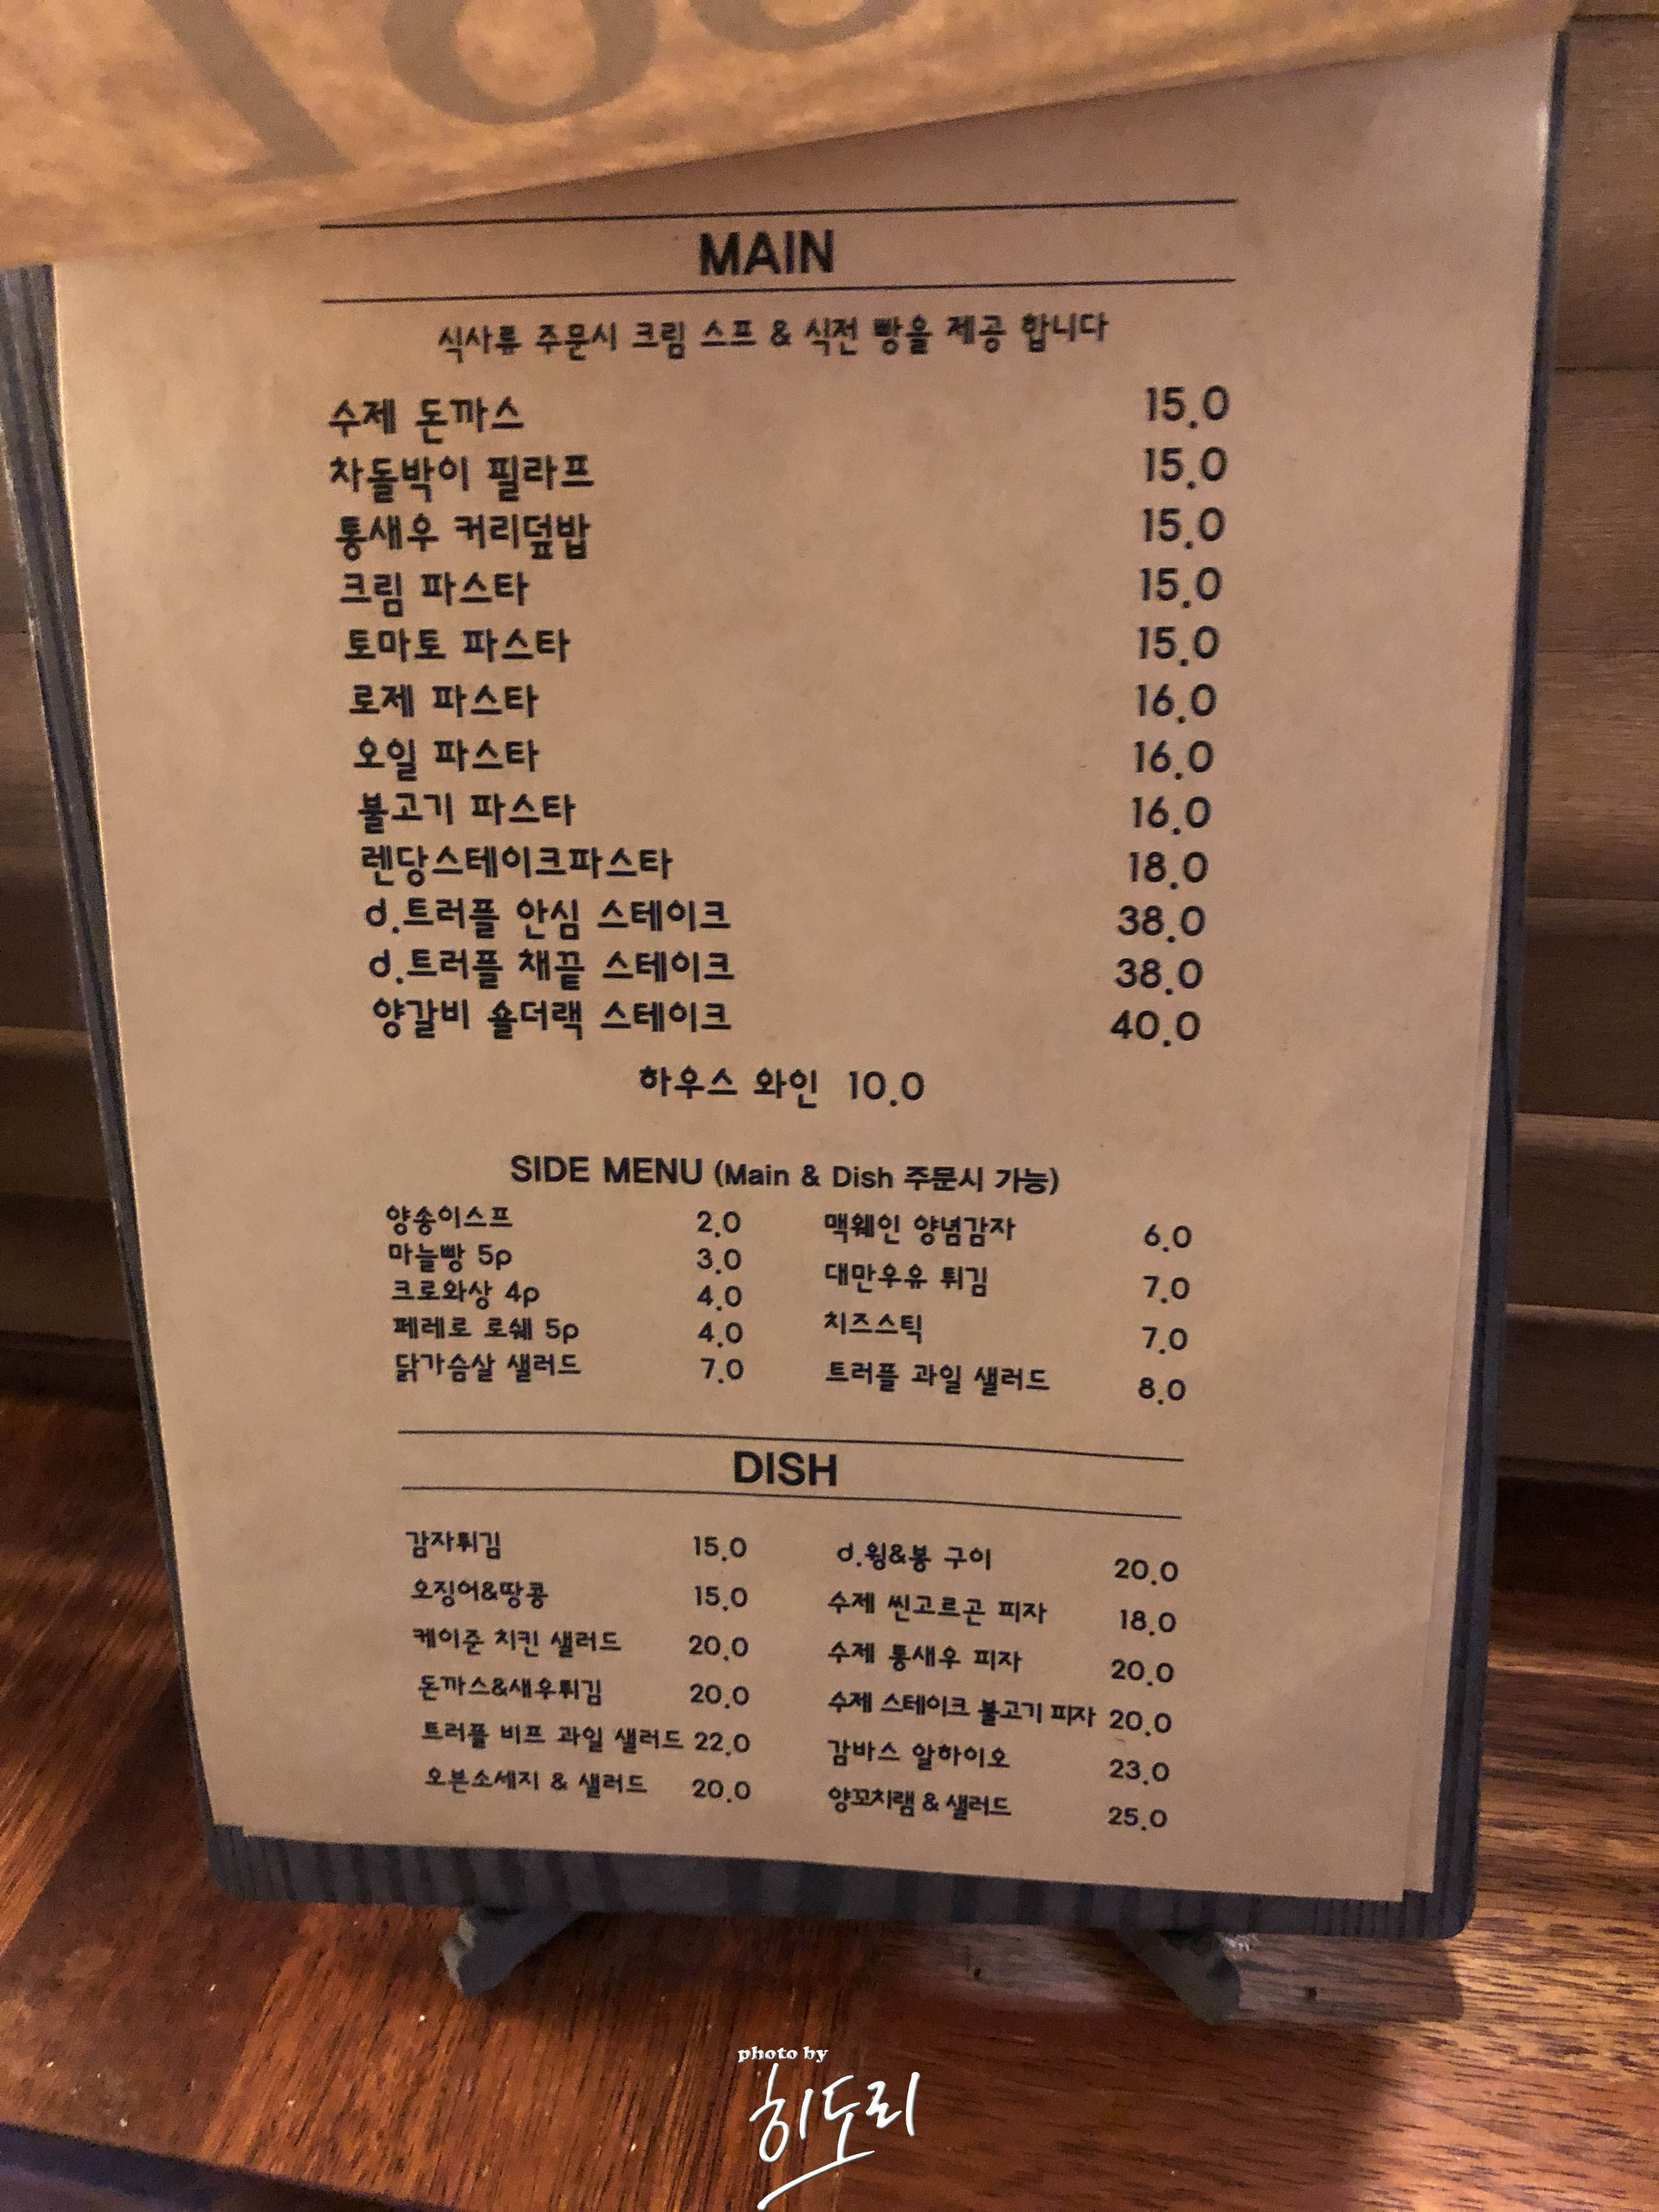 MAIN
식사류 주문시 크림 스프 & 식전 빵을 제공 합니다
수제 돈까스 15.0
차돌박이 필라프 15.0
통새우 커리덮밥 15.0
크림 파스타 15.0
토마토 파스타 15.0
로제 파스타 16.0
오일 파스타 16.0
불고기 파스타 16.0
렌당스테이크파스타 18.0
d.트러플 안심 스테이크 38.0
d.트러플 채끝 스테이크 38.0
양갈비 숄더랙 스테이크 40.0
하우스 와인 10.0
SIDE MENU (Main & Dish 주문시 가능)
양송이스프 2.0
마늘빵 5p 3.0
크로와상 4p 4.0
페레로 로쉐 5p 4.0
닭가슴살 샐러드 7.0
맥웨인 양념감자 6.0
대만우유 튀김 7.0
치즈스틱 7.0
트러플 과일 샐러드 8.0
DISH
감자튀김 15.0
오징어&땅콩 15.0
케이준 치킨 샐러드 20.0
돈까스&새우튀김 20.0
트러플 비프 과일 샐러드 22.0
오븐소세지 & 샐러드 20.0
d.윙&봉 구이 20.0
수제 씬고르곤 피자 18.0
수제 통새우 피자 20.0
수제 스테이크 불고기 피자 20.0
감바스 알하이오 23.0
양꼬치램 & 샐러드 25.0
photo by
히도리